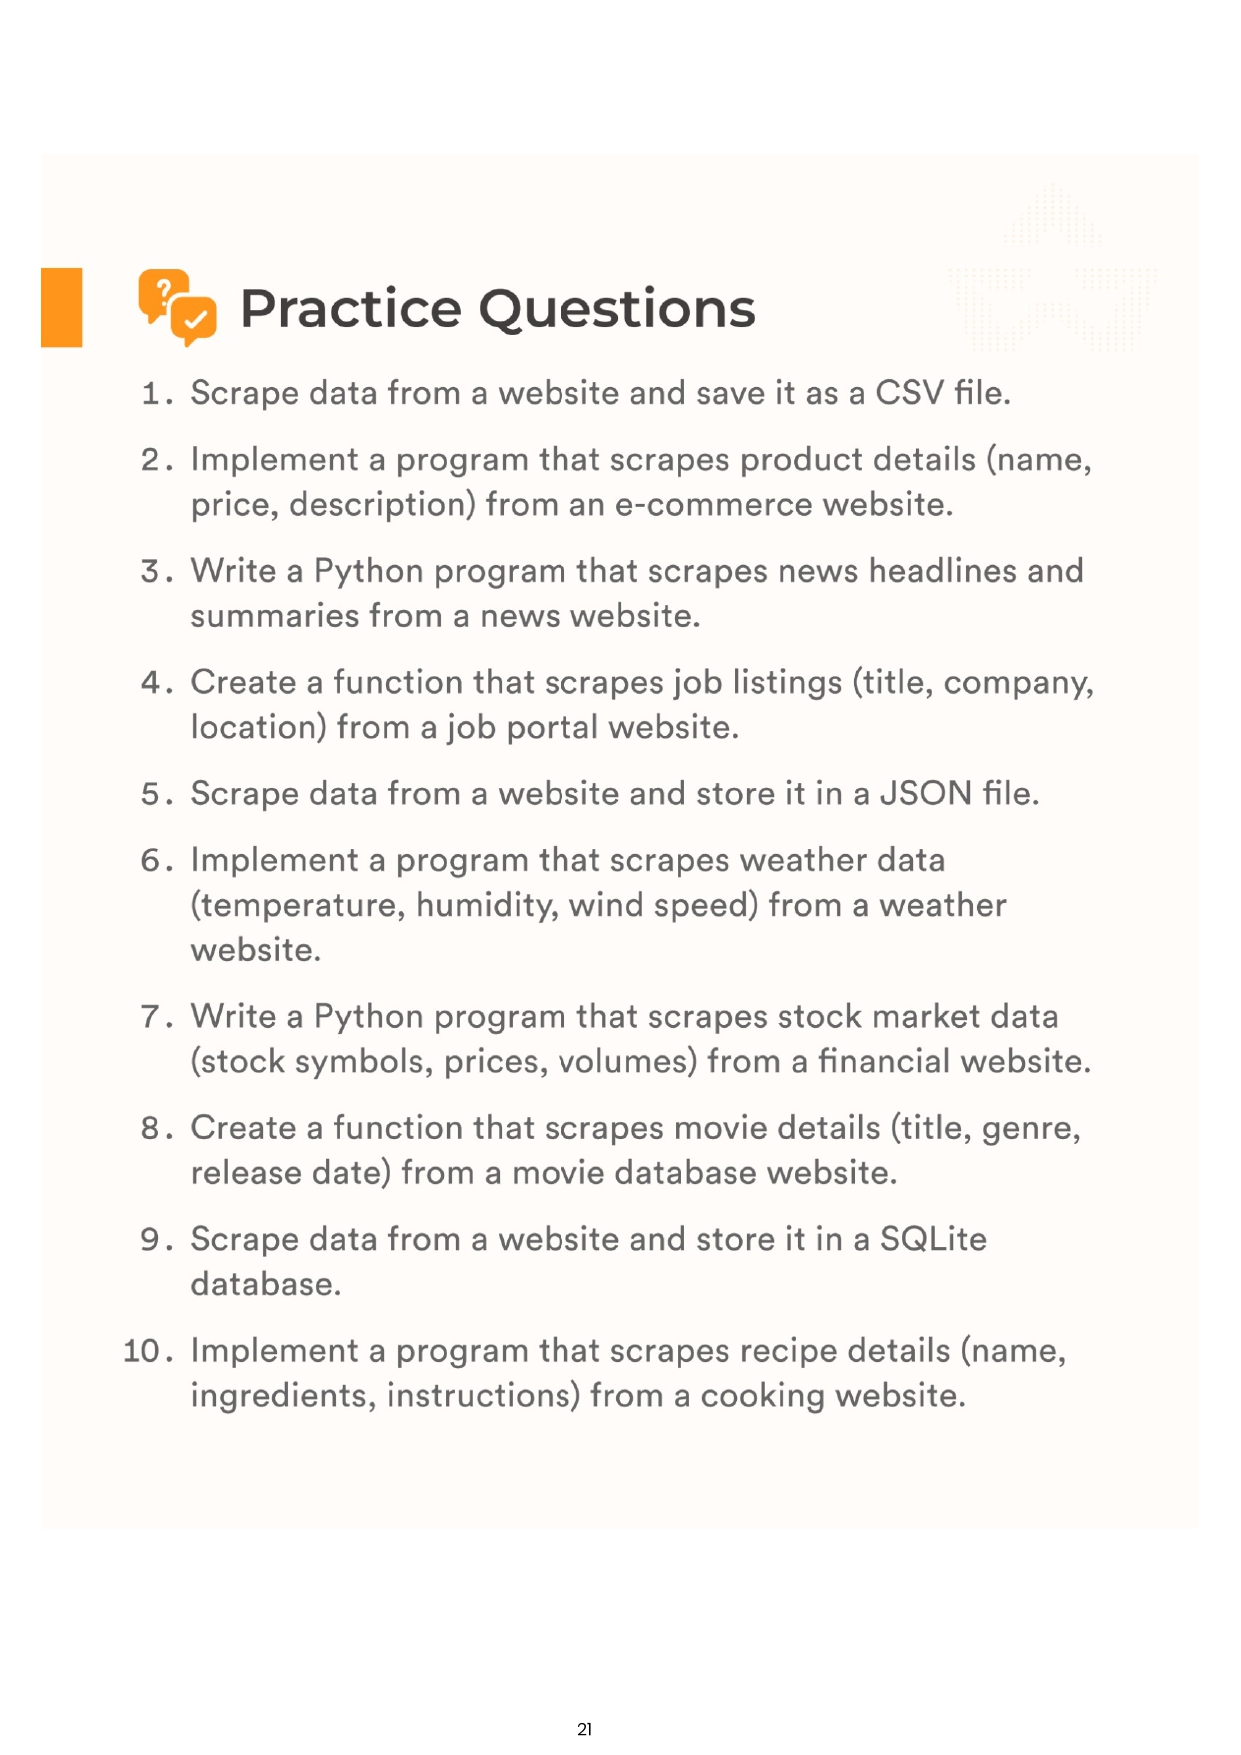 Practice Questions
1. Scrape data from a website and save it as a CSV file.
2. Implement a program that scrapes product details (name,
price, description) from an e-commerce website.
3. Write a Python program that scrapes news headlines and
summaries from a news website.
4. Create a function that scrapes job listings (title, company,
location) from a job portal website.
5. Scrape data from a website and store it in a JSON file.
6. Implement a program that scrapes weather data
(temperature, humidity, wind speed) from a weather
website.
7. Write a Python program that scrapes stock market data
(stock symbols, prices, volumes) from a financial website.
8. Create a function that scrapes movie details (title, genre,
release date) from a movie database website.
9. Scrape data from a website and store it in a SQLite
database.
10. Implement a program that scrapes recipe details (name,
ingredients, instructions) from a cooking website.
21